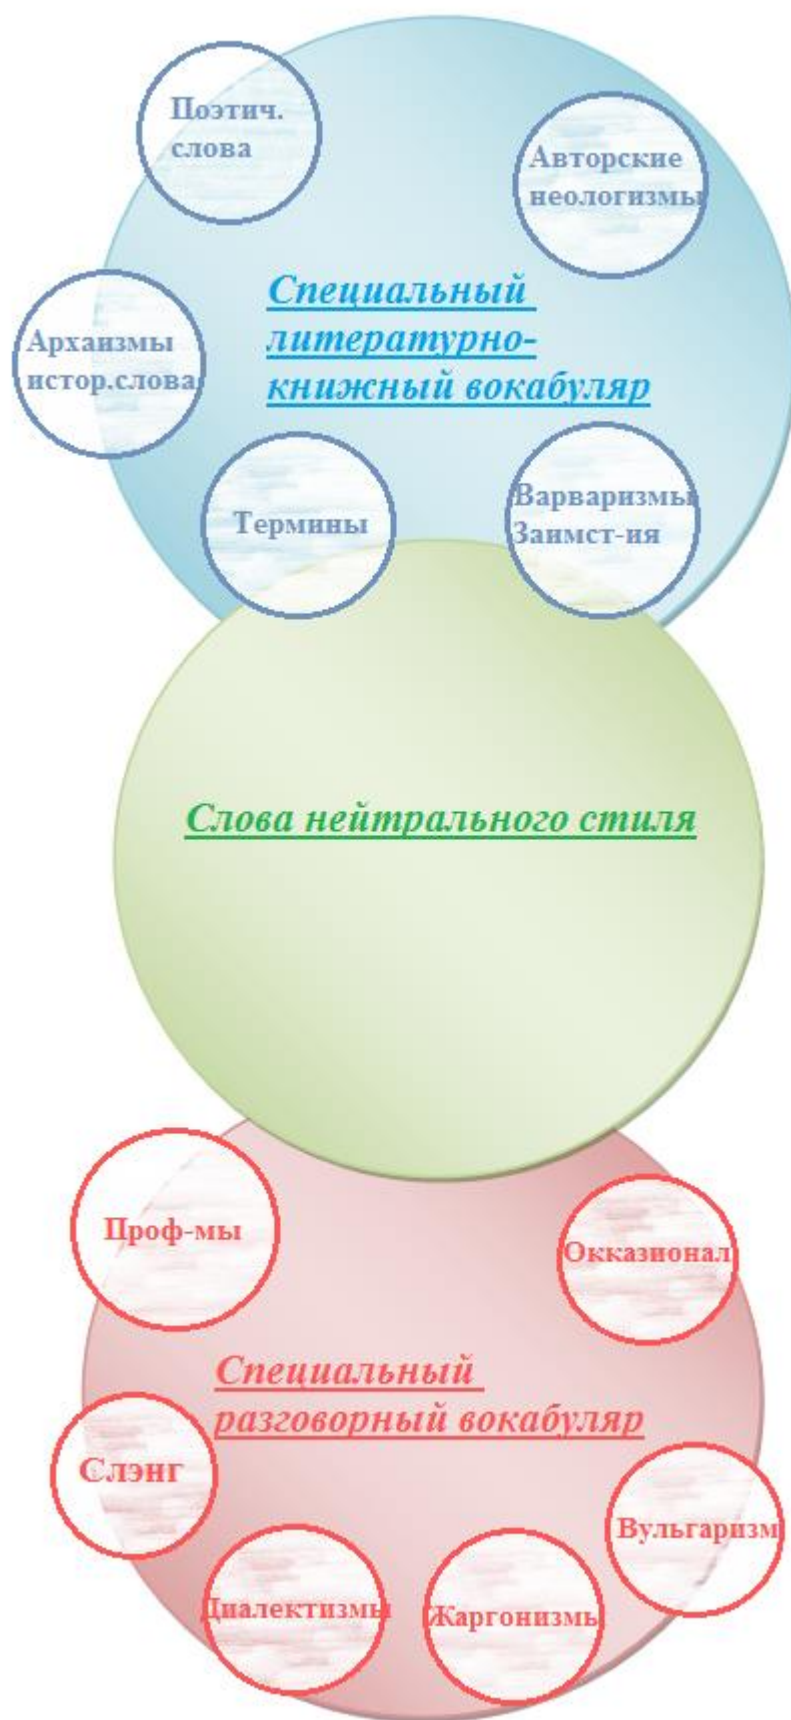 Поэтич.
слова
Авторские
неологизмы
Специальный
литературно-
книжный вокабуляр
Архаизмы
истор.слова
Термины
Варваризмы
Заимст-ия
Слова нейтрального стиля
Проф-мы
Окказионал
Специальный
разговорный вокабуляр
Слэнг
Вульгаризм
Диалектизмы
Жаргонизмы